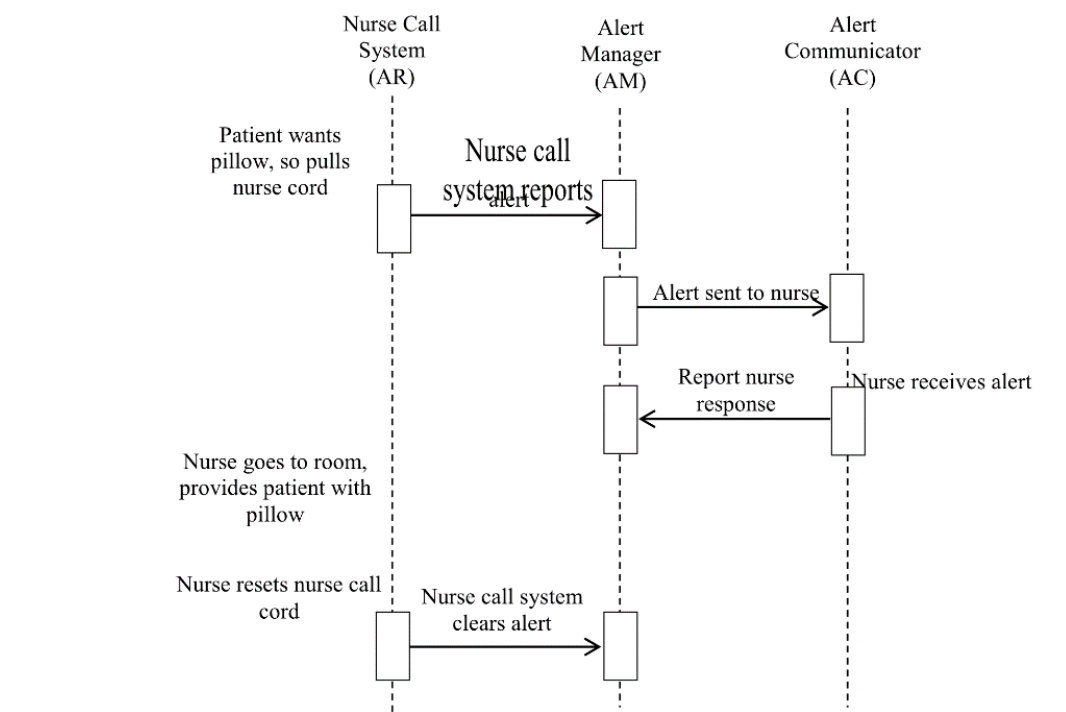 Nurse Call
System
(AR)
Alert
Manager
(AM)
Alert
Communicator
(AC)
Patient wants
pillow, so pulls
nurse cord
Nurse call
system reports
alert
Alert sent to nurse
Report nurse
response
Nurse receives alert
Nurse goes to room,
provides patient with
pillow
Nurse resets nurse call
cord
Nurse call system
clears alert